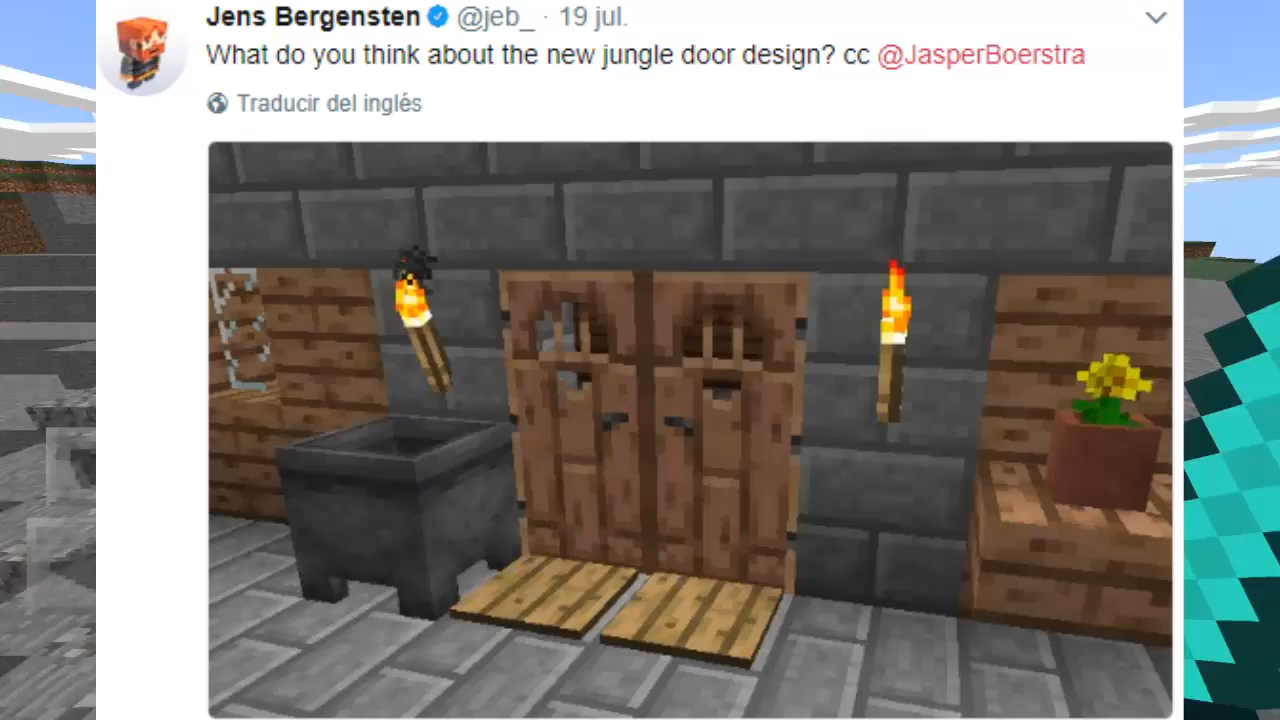 Jens Bergensten @jeb_ · 19 jul.
What do you think about the new jungle door design? cc @JasperBoerstra
Traducir del inglés